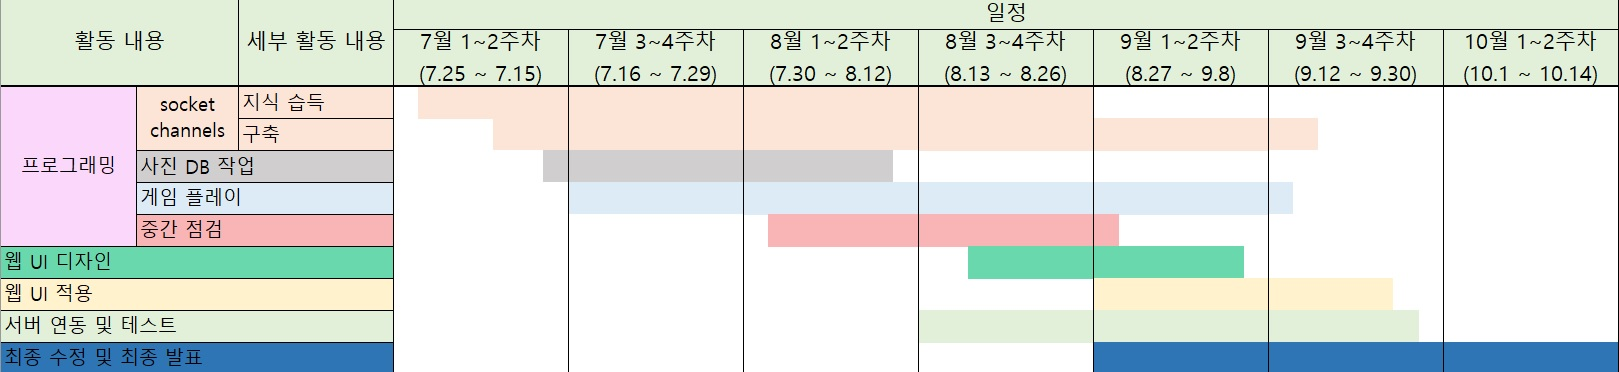 활동 내용
세부 활동 내용
일정
7월 1~2주차
(7.25 ~ 7.15)
7월 3~4주차
(7.16 ~ 7.29)
8월 1~2주차
(7.30 ~ 8.12)
8월 3~4주차
(8.13 ~ 8.26)
9월 1~2주차
(8.27 ~ 9.8)
9월 3~4주차
(9.12 ~ 9.30)
10월 1~2주차
(10.1 ~ 10.14)
프로그래밍
socket
channels
지식 습득
구축
사진 DB 작업
게임 플레이
중간 점검
웹 UI 디자인
웹 UI 적용
서버 연동 및 테스트
최종 수정 및 최종 발표